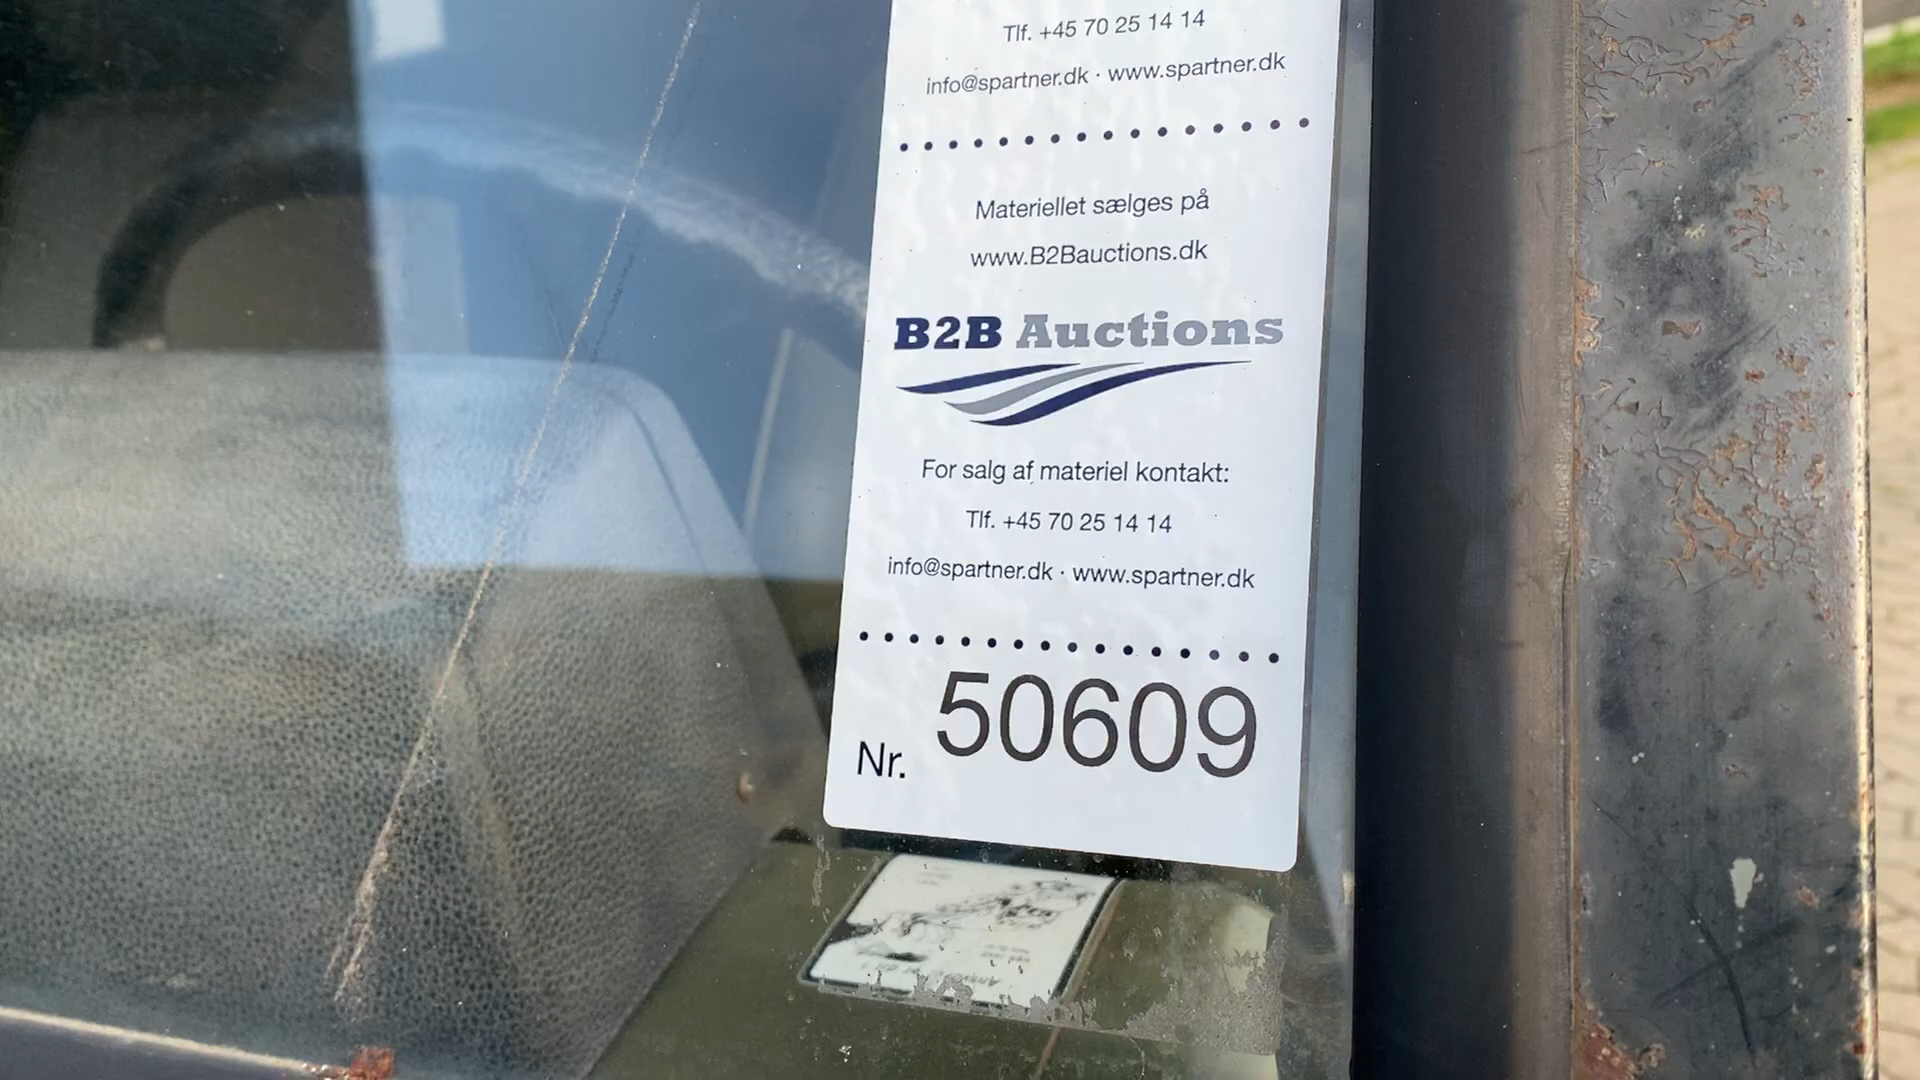 Tlf. +45 70 25 14 14
info@spartner.dk · www.spartner.dk
Materiellet sælges på
www.B2Bauctions.dk
B2B Auctions
For salg af materiel kontakt:
Tlf. +45 70 25 14 14
info@spartner.dk · www.spartner.dk
Nr. 50609